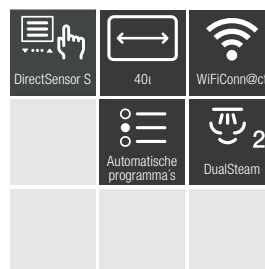 DirectSensor S
40l
WiFiConn@ct
Automatische
programma´s
2
DualSteam